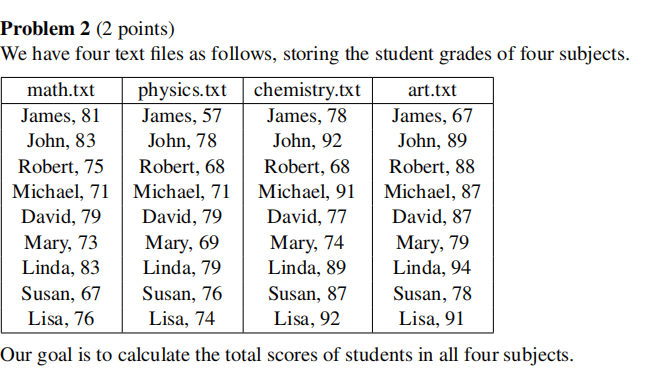 Problem 2 (2 points)
We have four text files as follows, storing the student grades of four subjects.
math.txt physics.txt chemistry.txt art.txt
James, 81 James, 57 James, 78 James, 67
John, 83 John, 78 John, 92 John, 89
Robert, 75 Robert, 68 Robert, 68 Robert, 88
Michael, 71 Michael, 71 Michael, 91 Michael, 87
David, 79 David, 79 David, 77 David, 87
Mary, 73 Mary, 69 Mary, 74 Mary, 79
Linda, 83 Linda, 79 Linda, 89 Linda, 94
Susan, 67 Susan, 76 Susan, 87 Susan, 78
Lisa, 76 Lisa, 74 Lisa, 92 Lisa, 91
Our goal is to calculate the total scores of students in all four subjects.